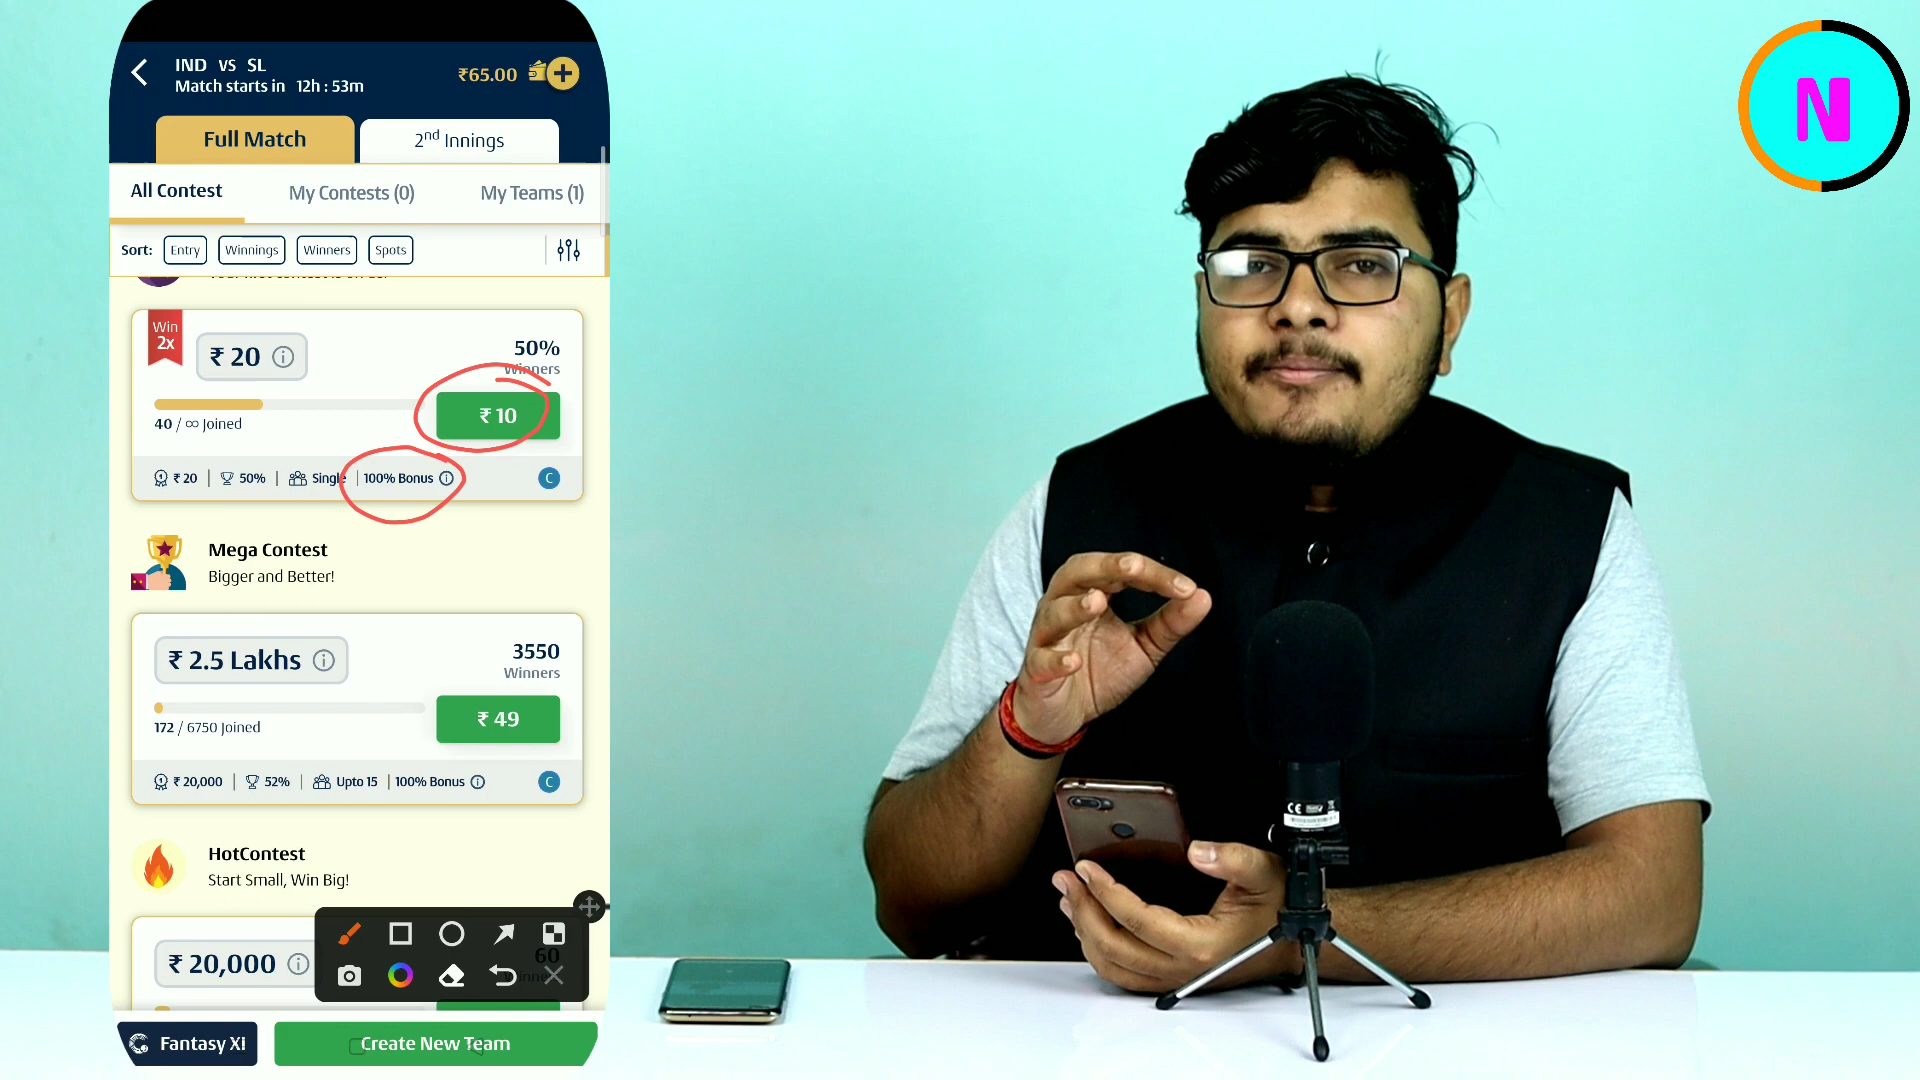 IND vs SL
Match starts in 12h : 53m
₹65.00
Full Match
2nd Innings
All Contest
My Contests (0)
My Teams (1)
Sort:
Entry
Winnings
Winners
Spots
Win
2x
₹ 20
50%
Winners
₹ 10
40 / ∞ Joined
₹ 20
50%
Single
100% Bonus
C
Mega Contest
Bigger and Better!
₹ 2.5 Lakhs
3550
Winners
₹ 49
172 / 6750 Joined
₹ 20,000
52%
Upto 15
100% Bonus
C
HotContest
Start Small, Win Big!
₹ 20,000
60
Fantasy XI
Create New Team
N
CE